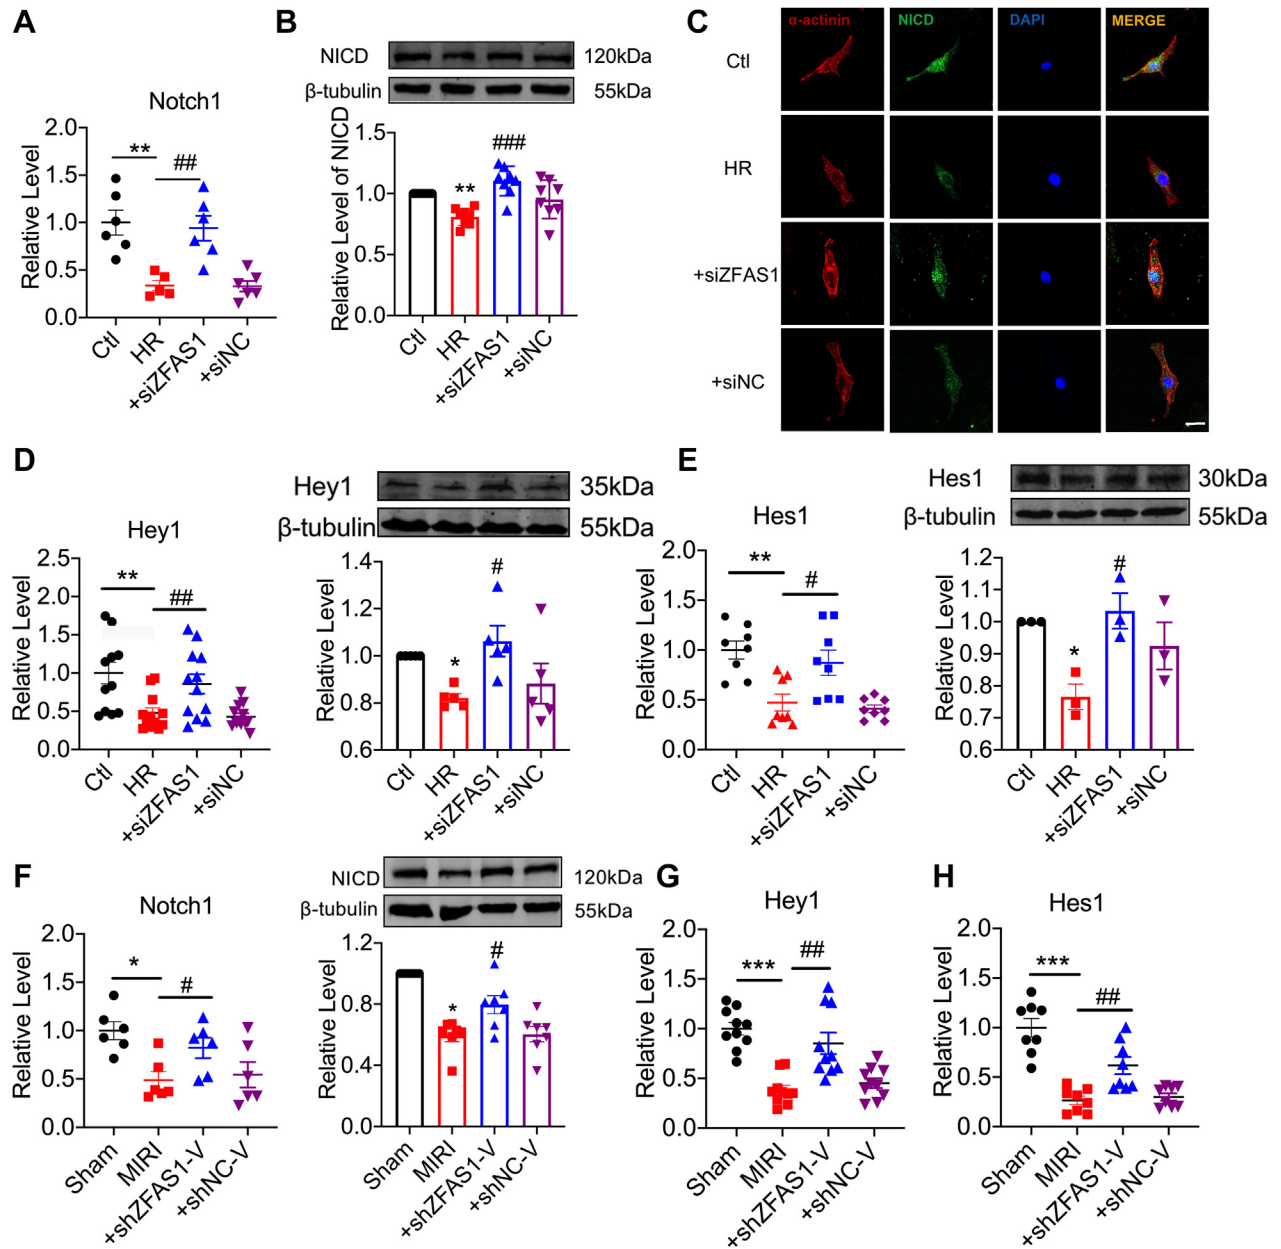 A
Notch1
Relative Level
2.0
1.5
1.0
0.5
0.0
**
##
Ctl
HR
+siZFAS1
+siNC
B
NICD
120kDa
β-tubulin
55kDa
Relative Level of NICD
1.5
1.0
0.5
0.0
**
###
Ctl
HR
+siZFAS1
+siNC
C
α-actinin NICD DAPI MERGE
Ctl
HR
+siZFAS1
+siNC
D
Hey1
Relative Level
2.5
2.0
1.5
1.0
0.5
0.0
**
##
Ctl
HR
+siZFAS1
+siNC
Hey1
35kDa
β-tubulin
55kDa
Relative Level
1.4
1.2
1.0
0.8
0.6
*
#
Ctl
HR
+siZFAS1
+siNC
E
Hes1
Relative Level
2.0
1.5
1.0
0.5
0.0
**
#
Ctl
HR
+siZFAS1
+siNC
Hes1
30kDa
β-tubulin
55kDa
Relative Level
1.2
1.1
1.0
0.9
0.8
0.7
0.6
*
#
Ctl
HR
+siZFAS1
+siNC
F
Notch1
Relative Level
2.0
1.5
1.0
0.5
0.0
*
#
Sham
MIRI
+shZFAS1-V
+shNC-V
NICD
120kDa
β-tubulin
55kDa
Relative Level
1.2
0.8
0.4
0.0
*
#
Sham
MIRI
+shZFAS1-V
+shNC-V
G
Hey1
Relative Level
2.0
1.5
1.0
0.5
0.0
***
##
Sham
MIRI
+shZFAS1-V
+shNC-V
H
Hes1
Relative Level
2.0
1.5
1.0
0.5
0.0
***
##
Sham
MIRI
+shZFAS1-V
+shNC-V